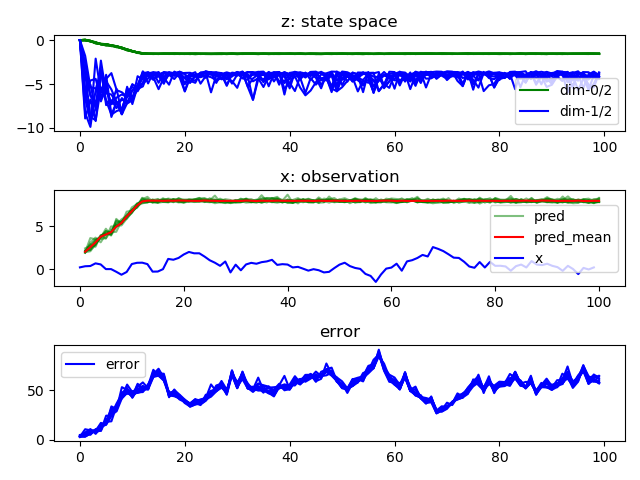 z: state space
0
−5
−10
dim-0/2
dim-1/2
0 20 40 60 80 100
x: observation
5
0
pred
pred_mean
x
0 20 40 60 80 100
error
50
0
error
0 20 40 60 80 100